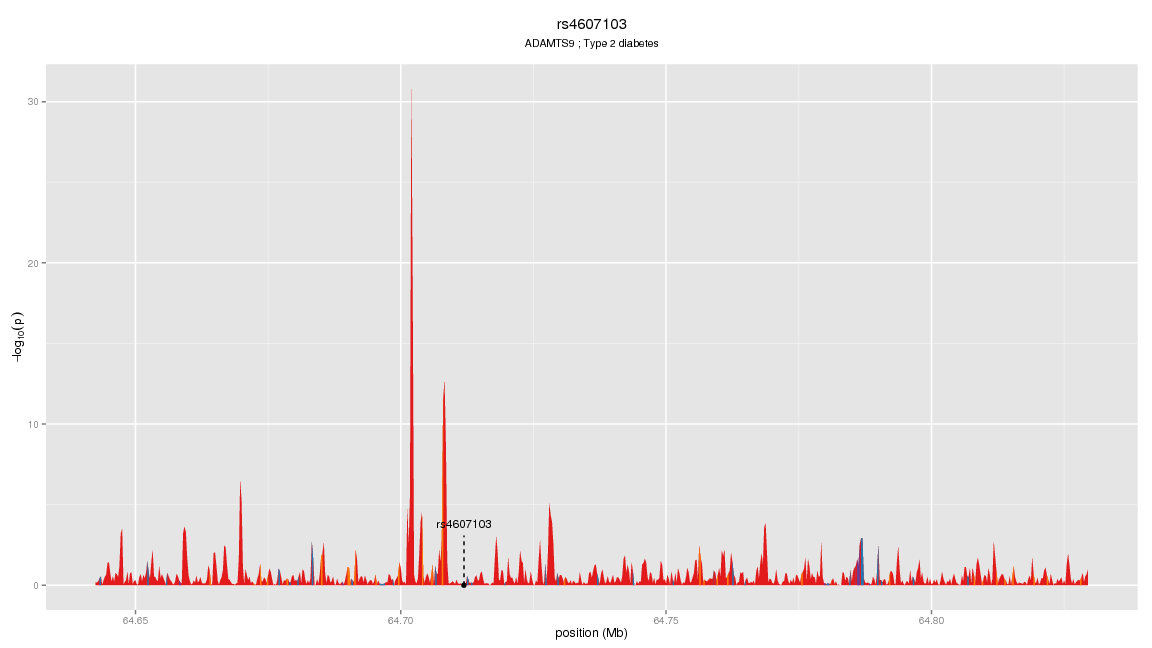 rs4607103
ADAMTS9 ; Type 2 diabetes
30
20
10
0
−log10(p)
rs4607103
64.65 64.70 64.75 64.80
position (Mb)